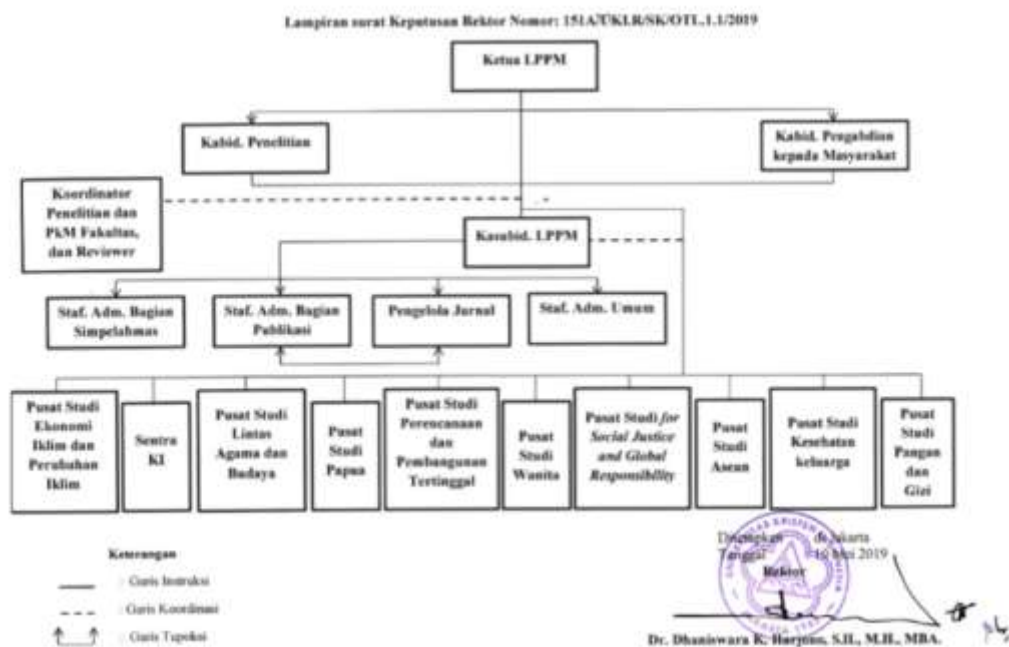 Lampiran surat Keputusan Rektor Nomor: 151A/UKI.R/SK/OTL.1.1/2019
Ketua LPPM
Kabid. Penelitian
Kabid. Pengabdian
kepada Masyarakat
Koordinator
Penelitian dan
PkM Fakultas,
dan Reviewer
Kasubid. LPPM
Staf. Adm. Bagian
Simpelahmas
Staf. Adm. Bagian
Publikasi
Pengelola Jurnal
Staf. Adm. Umum
Pusat Studi
Ekonomi
Iklim dan
Perubahan
Iklim
Sentra
KI
Pusat Studi
Lintas
Agama dan
Budaya
Pusat
Studi
Papua
Pusat Studi
Perencanaan
dan
Pembangunan
Tertinggal
Pusat
Studi
Wanita
Pusat Studi for
Social Justice
and Global
Responsibility
Pusat
Studi
Asean
Pusat Studi
Kesehatan
keluarga
Pusat
Studi
Pangan
dan
Gizi
Keterangan
: Garis Instruksi
: Garis Koordinasi
: Garis Tupoksi
Ditetapkan di Jakarta
Tanggal 10 Mei 2019
Rektor
Dr. Dhaniswara K. Harjono, S.H., M.H., MBA.